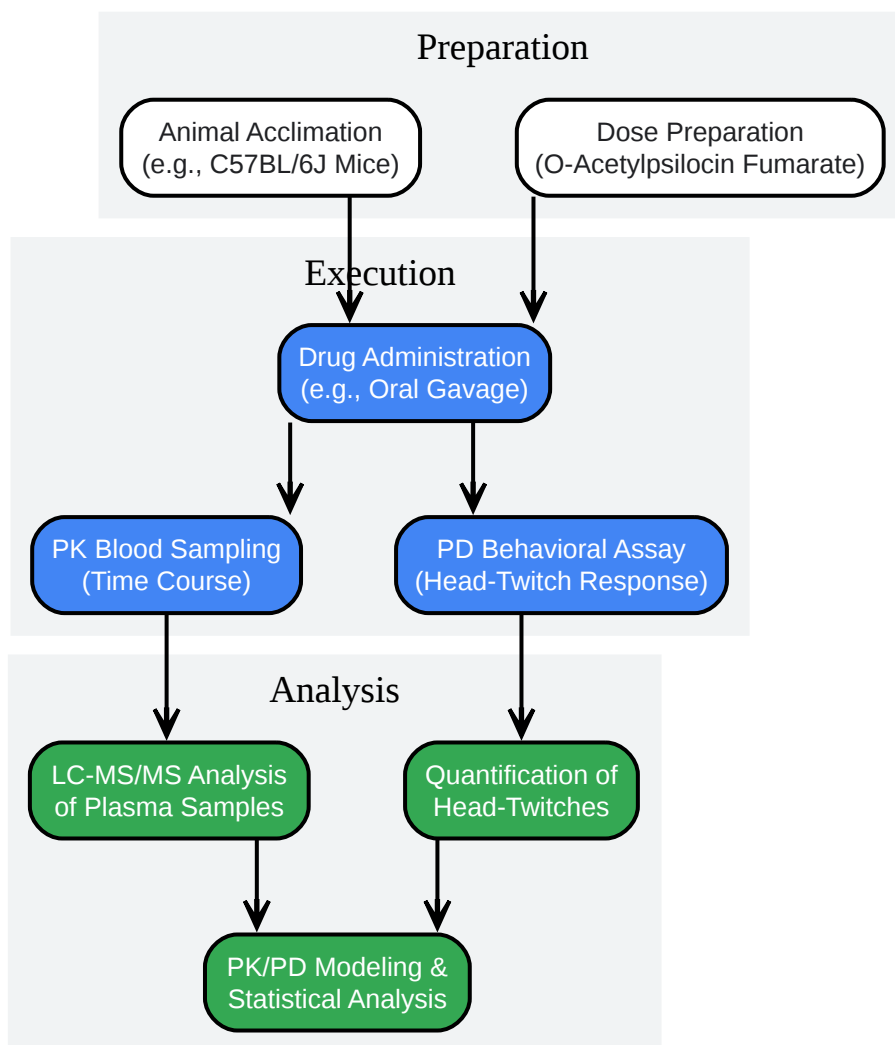 Preparation
Animal Acclimation
(e.g., C57BL/6J Mice)
Dose Preparation
(O-Acetylpsilocin Fumarate)
Execution
Drug Administration
(e.g., Oral Gavage)
PK Blood Sampling
(Time Course)
PD Behavioral Assay
(Head-Twitch Response)
Analysis
LC-MS/MS Analysis
of Plasma Samples
Quantification of
Head-Twitches
PK/PD Modeling &
Statistical Analysis